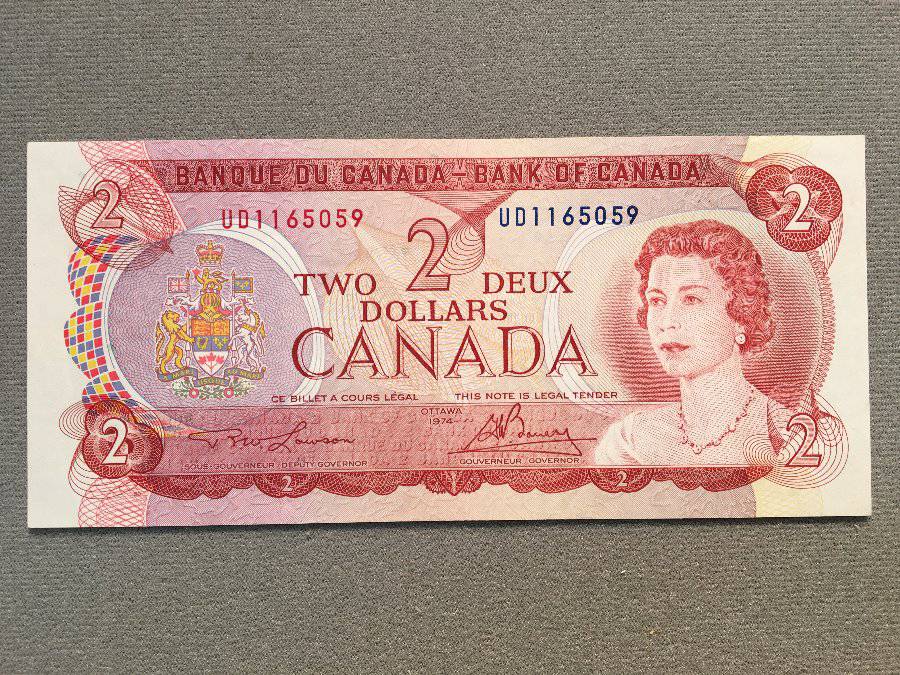 BANQUE DU CANADA – BANK OF CANADA
2
2
UD1165059
2
UD1165059
TWO
DEUX
DOLLARS
CANADA
CE BILLET A COURS LÉGAL
THIS NOTE IS LEGAL TENDER
OTTAWA
1974
2
2
SOUS-GOUVERNEUR - DEPUTY GOVERNOR
GOUVERNEUR - GOVERNOR
2
2